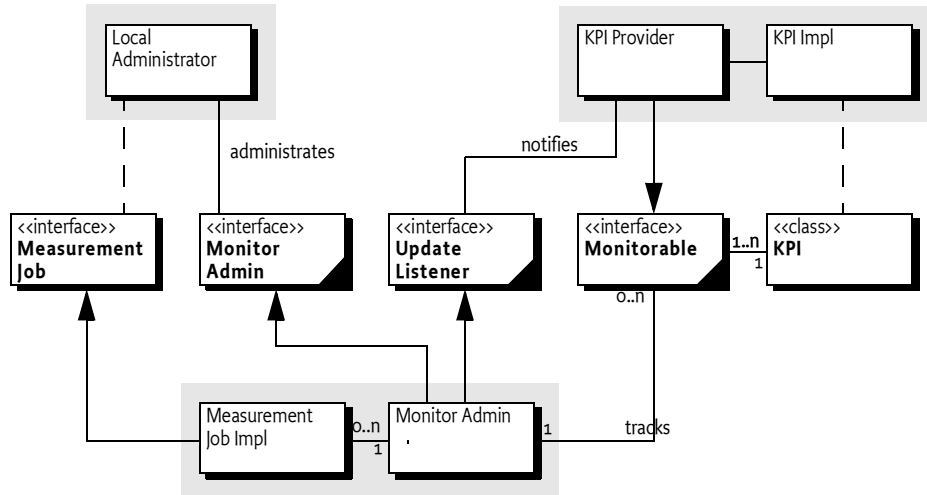 Local
Administrator
KPI Provider
KPI Impl
administrates
notifies
<<interface>>
Measurement
Job
<<interface>>
Monitor
Admin
<<interface>>
Update
Listener
<<interface>>
Monitorable
1..n
1
<<class>>
KPI
0..n
Measurement
Job Impl
0..n
1
Monitor Admin
1
tracks